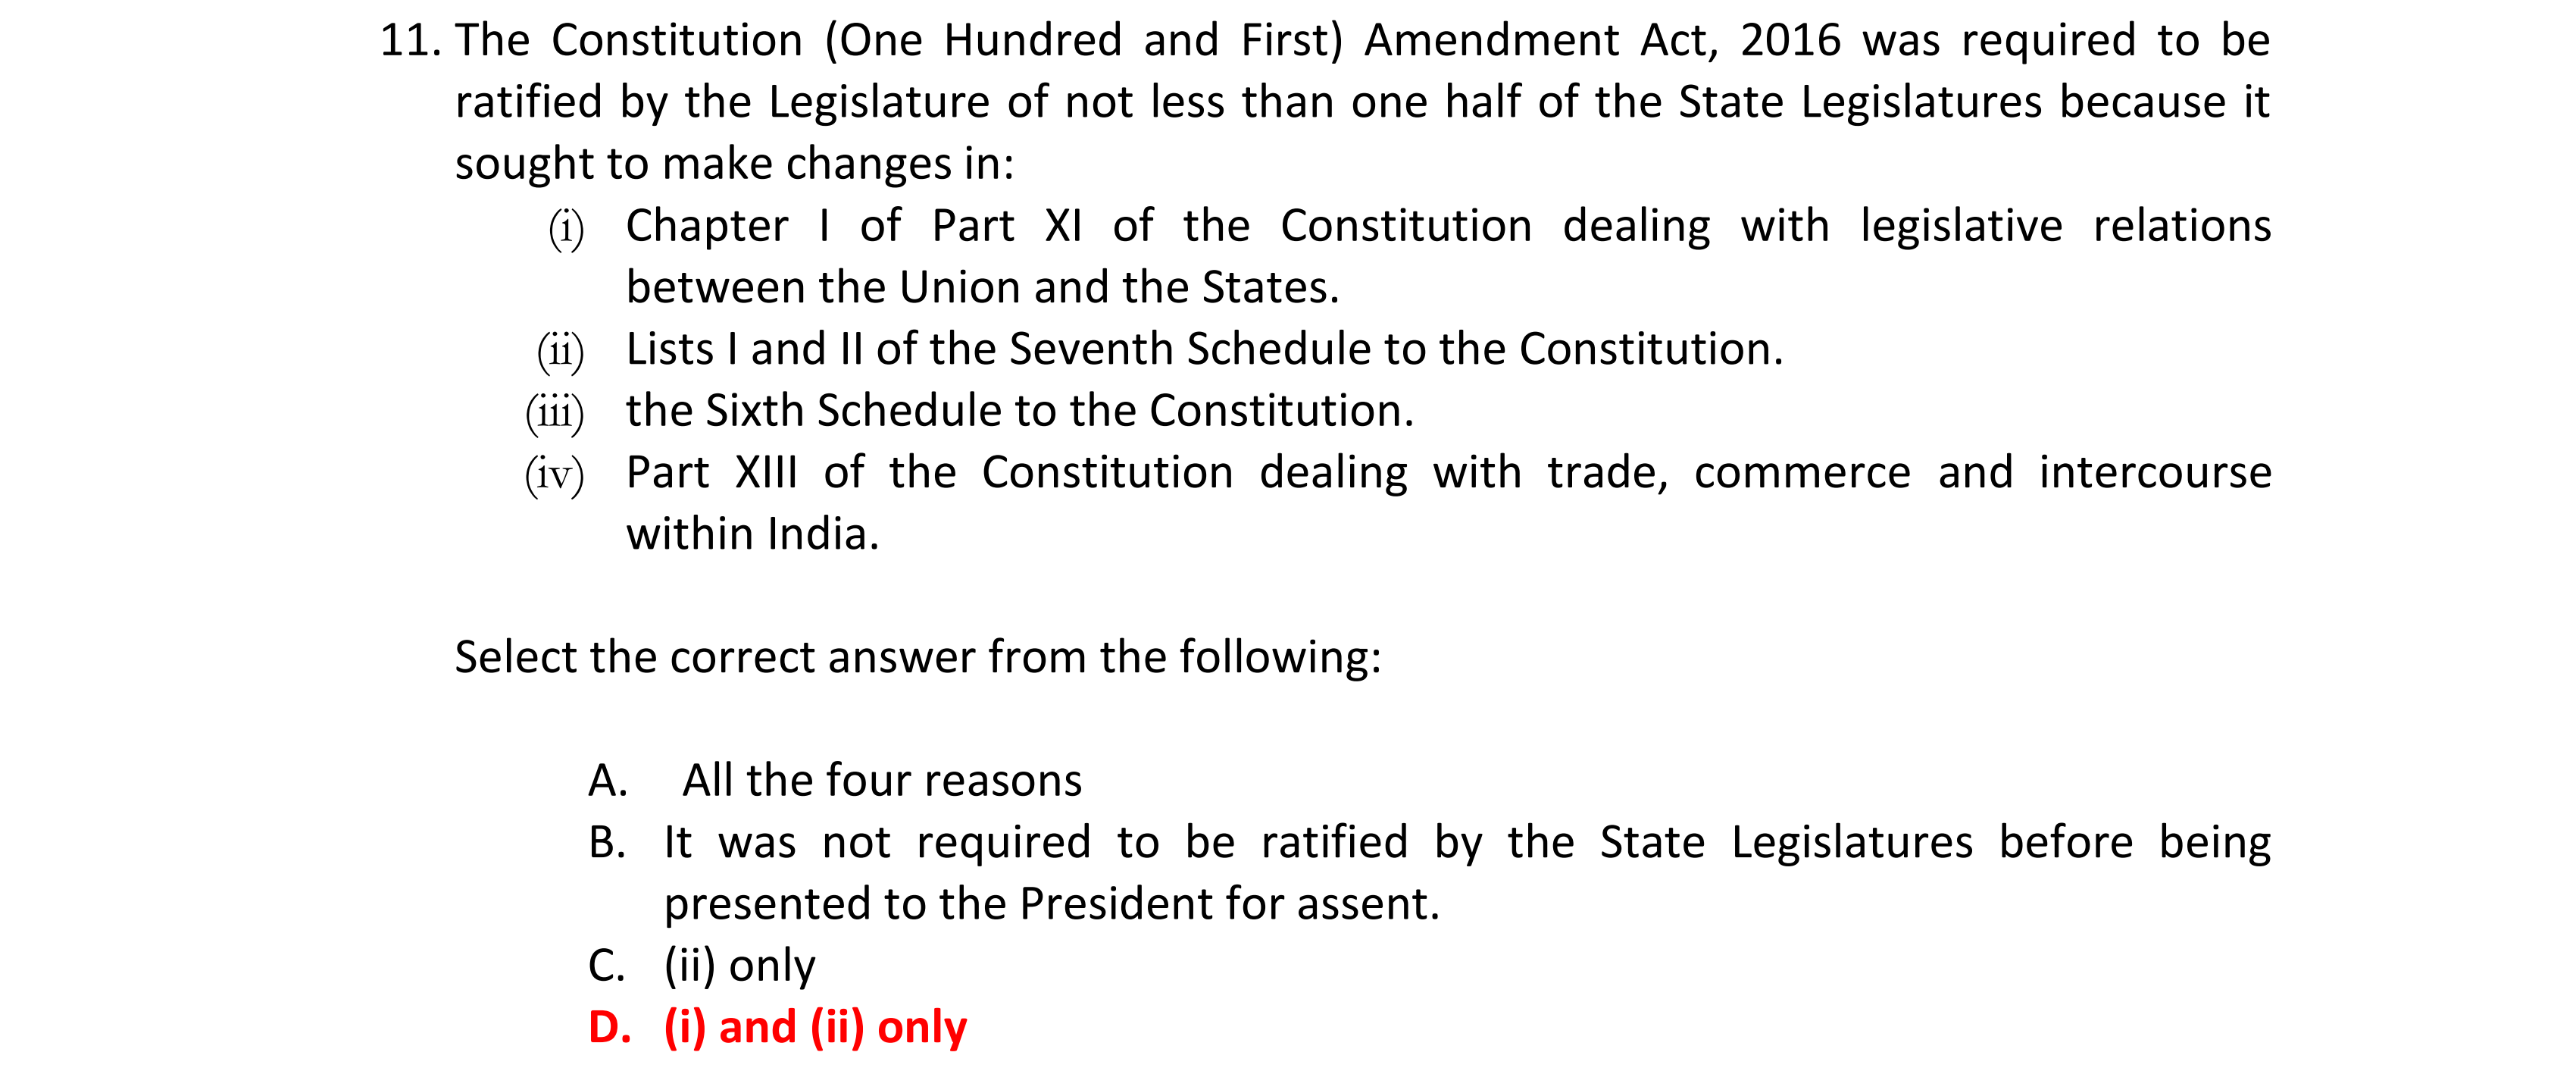 11. The Constitution (One Hundred and First) Amendment Act, 2016 was required to be
ratified by the Legislature of not less than one half of the State Legislatures because it
sought to make changes in:
(i) Chapter I of Part XI of the Constitution dealing with legislative relations
between the Union and the States.
(ii) Lists I and II of the Seventh Schedule to the Constitution.
(iii) the Sixth Schedule to the Constitution.
(iv) Part XIII of the Constitution dealing with trade, commerce and intercourse
within India.
Select the correct answer from the following:
A. All the four reasons
B. It was not required to be ratified by the State Legislatures before being
presented to the President for assent.
C. (ii) only
D. (i) and (ii) only